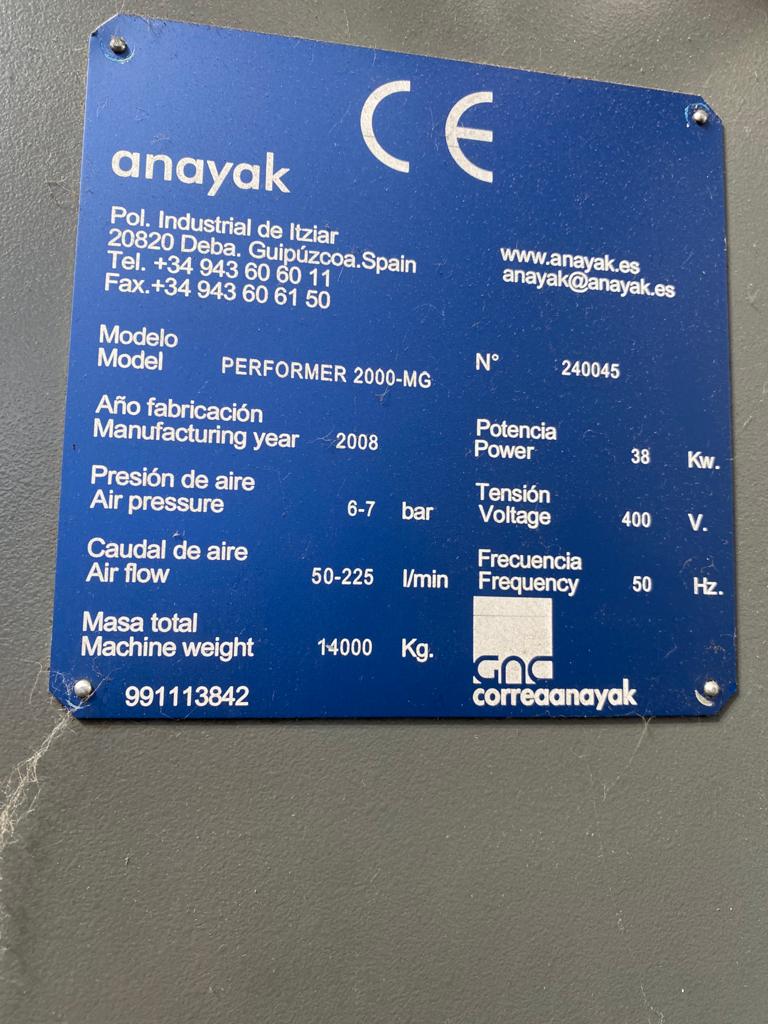 CE
anayak
Pol. Industrial de Itziar
20820 Deba. Guipúzcoa.Spain
Tel. +34 943 60 60 11
Fax.+34 943 60 61 50
www.anayak.es
anayak@anayak.es
Modelo
Model PERFORMER 2000-MG
N° 240045
Año fabricación
Manufacturing year 2008
Potencia
Power 38 Kw.
Presión de aire
Air pressure 6-7 bar
Tensión
Voltage 400 V.
Caudal de aire
Air flow 50-225 l/min
Frecuencia
Frequency 50 Hz.
Masa total
Machine weight 14000 Kg.
GNC
correaanayak
991113842